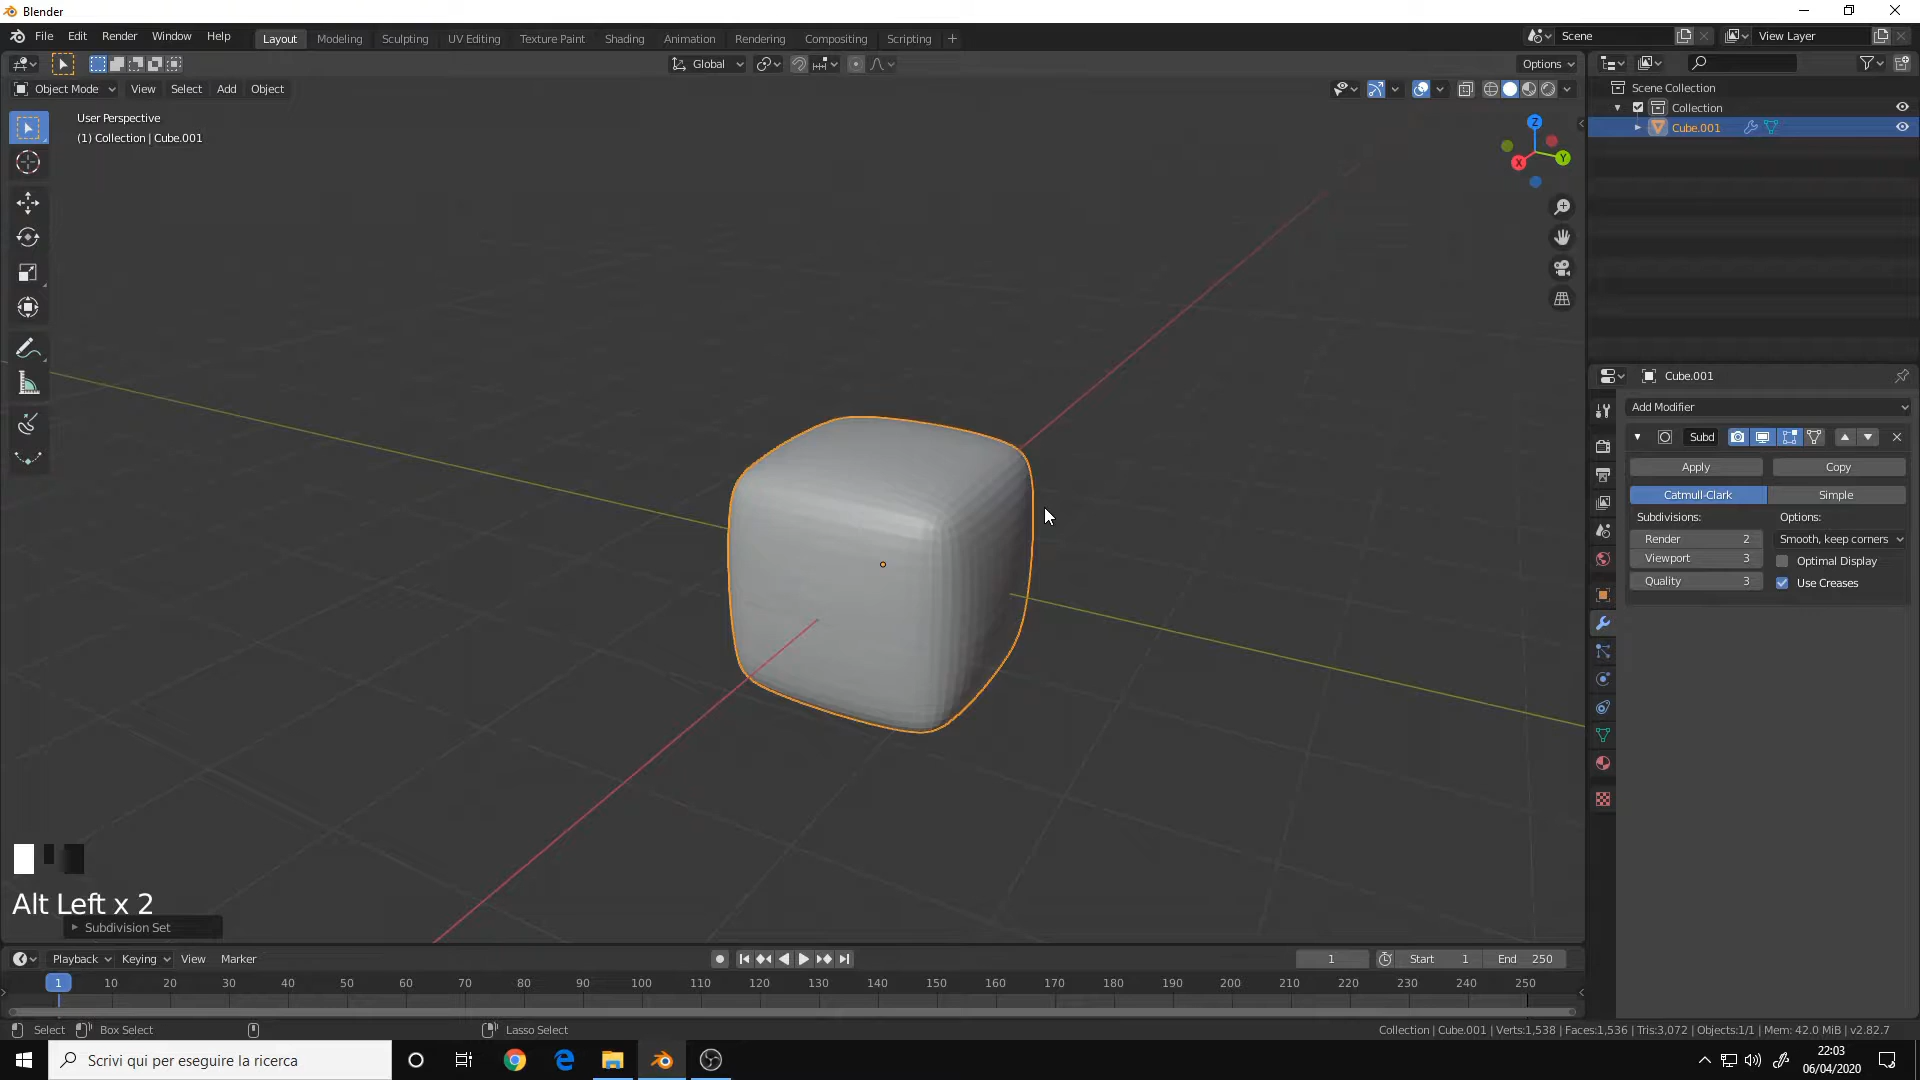 Blender
File Edit Render Window Help
Layout Modeling Sculpting UV Editing Texture Paint Shading Animation Rendering Compositing Scripting +
Scene
View Layer
Global
Options
Object Mode View Select Add Object
User Perspective
(1) Collection | Cube.001
Z
X
Y
Scene Collection
Collection
Cube.001
Cube.001
Add Modifier
Subd
Apply Copy
Catmull-Clark Simple
Subdivisions: Options:
Render 2 Smooth, keep corners
Viewport 3 Optimal Display
Quality 3 Use Creases
Alt Left x 2
Subdivision Set
Playback Keying View Marker
1 Start 1 End 250
1 10 20 30 40 50 60 70 80 90 100 110 120 130 140 150 160 170 180 190 200 210 220 230 240 250
Select Box Select Lasso Select
Collection | Cube.001 | Verts:1,538 | Faces:1,536 | Tris:3,072 | Objects:1/1 | Mem: 42.0 MiB | v2.82.7
Scrivi qui per eseguire la ricerca
22:03
06/04/2020